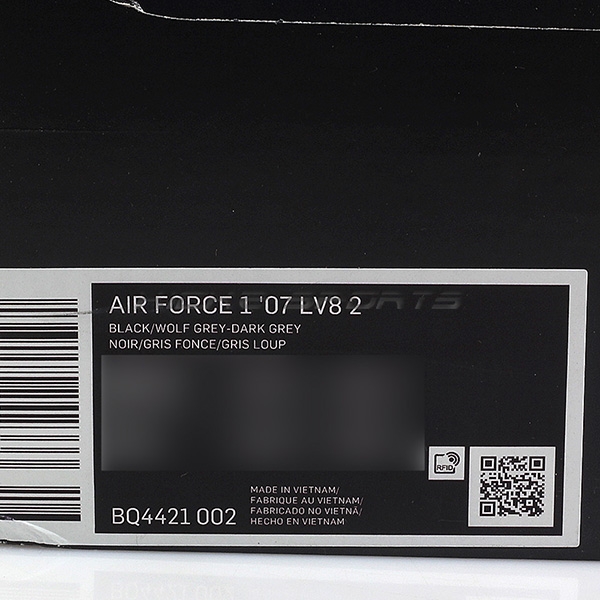 AIR FORCE 1 '07 LV8 2
BLACK/WOLF GREY-DARK GREY
NOIR/GRIS FONCE/GRIS LOUP
RFID
BQ4421 002
MADE IN VIETNAM/
FABRIQUE AU VIETNAM/
FABRICADO NO VIETNÃ/
HECHO EN VIETNAM